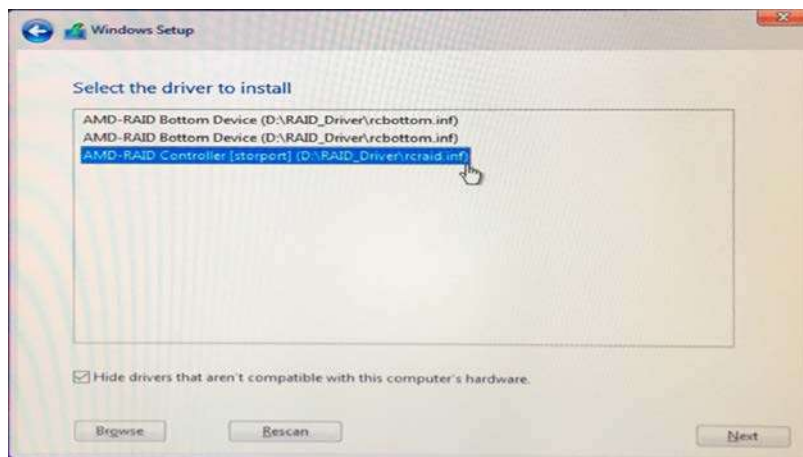 Windows Setup
Select the driver to install
AMD-RAID Bottom Device (D:\RAID_Driver\rcbottom.inf)
AMD-RAID Bottom Device (D:\RAID_Driver\rcbottom.inf)
AMD-RAID Controller [storport] (D:\RAID_Driver\rcraid.inf)
Hide drivers that aren't compatible with this computer's hardware.
Browse Rescan Next